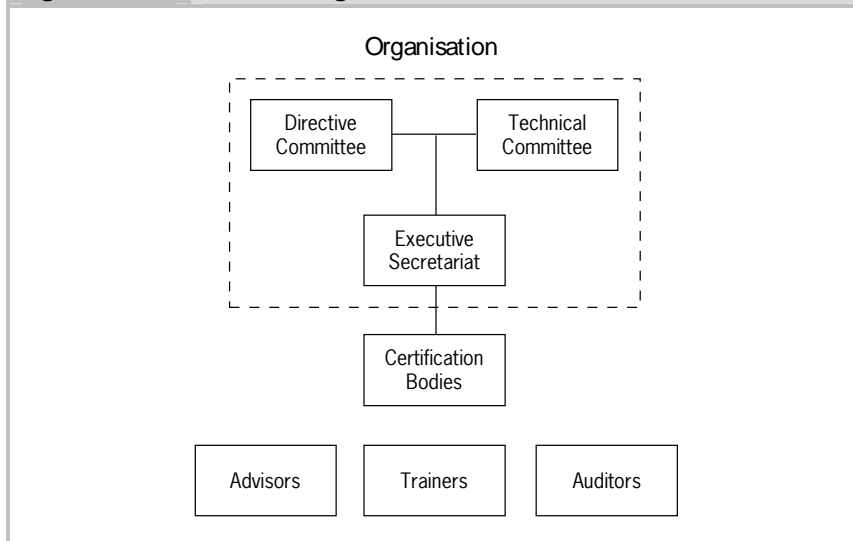 Organisation
Directive
Committee
Technical
Committee
Executive
Secretariat
Certification
Bodies
Advisors
Trainers
Auditors